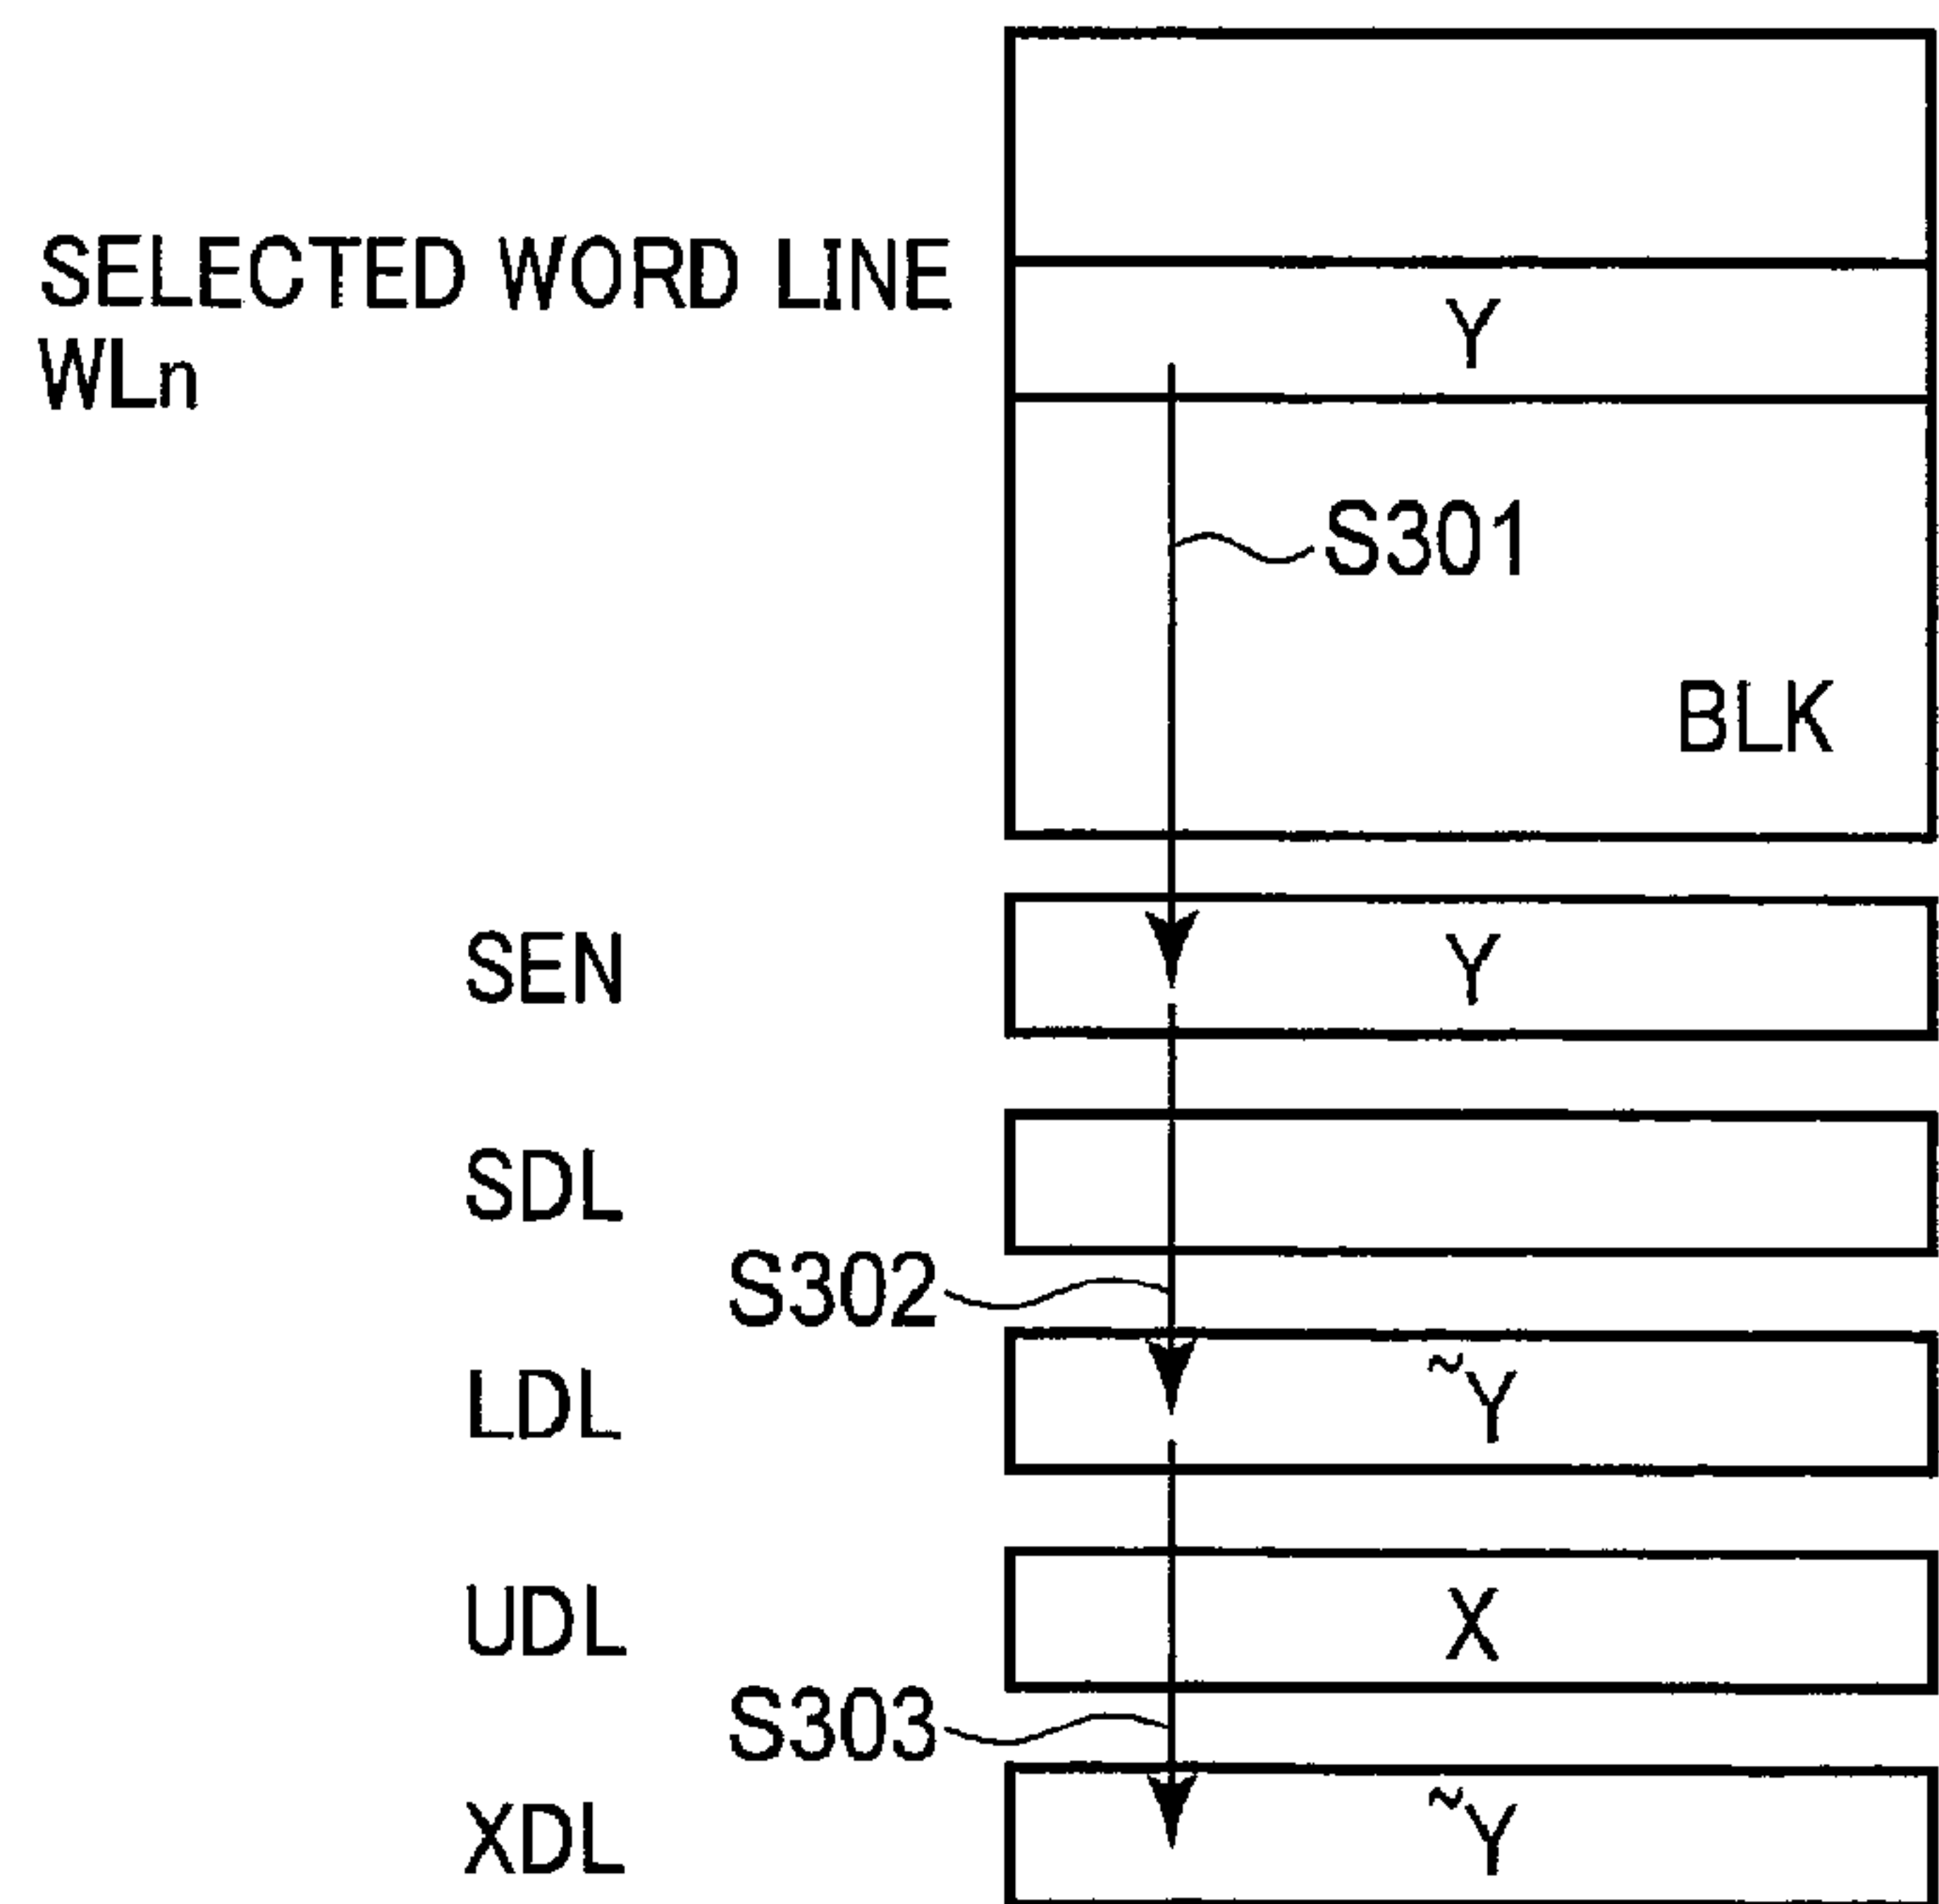 SELECTED WORD LINE
WLn
Y
S301
BLK
SEN
Y
SDL
S302
LDL
~Y
UDL
X
S303
XDL
~Y